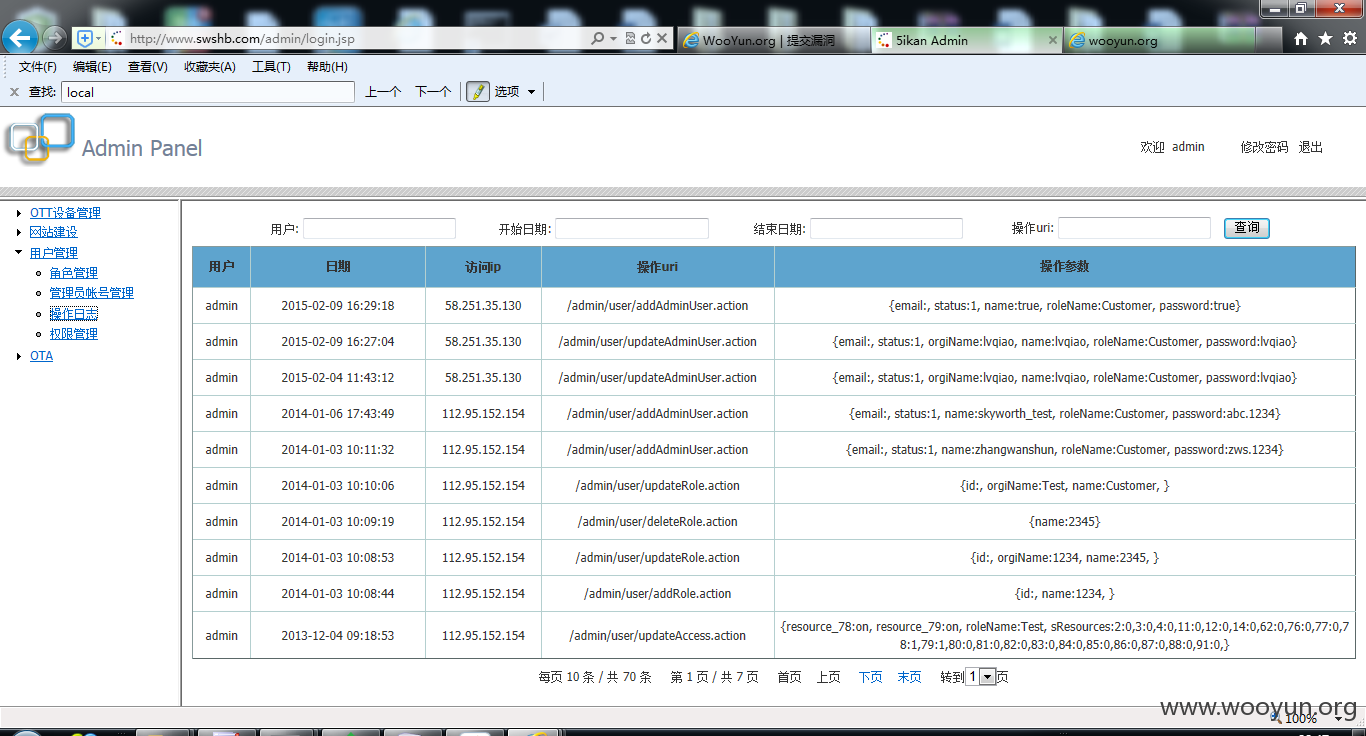 http://www.swshb.com/admin/login.jsp
WooYun.org | 提交漏洞
5ikan Admin
wooyun.org
文件(F) 编辑(E) 查看(V) 收藏夹(A) 工具(T) 帮助(H)
查找: local 上一个 下一个 选项
Admin Panel
欢迎 admin 修改密码 退出
OTT设备管理
网站建设
用户管理
角色管理
管理员帐号管理
操作日志
权限管理
OTA
用户: 开始日期: 结束日期: 操作uri: 查询
用户 日期 访问ip 操作uri 操作参数
admin 2015-02-09 16:29:18 58.251.35.130 /admin/user/addAdminUser.action {email:, status:1, name:true, roleName:Customer, password:true}
admin 2015-02-09 16:27:04 58.251.35.130 /admin/user/updateAdminUser.action {email:, status:1, orgiName:lvqiao, name:lvqiao, roleName:Customer, password:lvqiao}
admin 2015-02-04 11:43:12 58.251.35.130 /admin/user/updateAdminUser.action {email:, status:1, orgiName:lvqiao, name:lvqiao, roleName:Customer, password:lvqiao}
admin 2014-01-06 17:43:49 112.95.152.154 /admin/user/addAdminUser.action {email:, status:1, name:skyworth_test, roleName:Customer, password:abc.1234}
admin 2014-01-03 10:11:32 112.95.152.154 /admin/user/addAdminUser.action {email:, status:1, name:zhangwanshun, roleName:Customer, password:zws.1234}
admin 2014-01-03 10:10:06 112.95.152.154 /admin/user/updateRole.action {id:, orgiName:Test, name:Customer, }
admin 2014-01-03 10:09:19 112.95.152.154 /admin/user/deleteRole.action {name:2345}
admin 2014-01-03 10:08:53 112.95.152.154 /admin/user/updateRole.action {id:, orgiName:1234, name:2345, }
admin 2014-01-03 10:08:44 112.95.152.154 /admin/user/addRole.action {id:, name:1234, }
admin 2013-12-04 09:18:53 112.95.152.154 /admin/user/updateAccess.action {resource_78:on, resource_79:on, roleName:Test, sResources:2:0,3:0,4:0,11:0,12:0,14:0,62:0,76:0,77:0,7
8:1,79:1,80:0,81:0,82:0,83:0,84:0,85:0,86:0,87:0,88:0,91:0,}
每页 10 条 / 共 70 条 第 1 页 / 共 7 页 首页 上页 下页 末页 转到 1 页
www.wooyun.org
100%